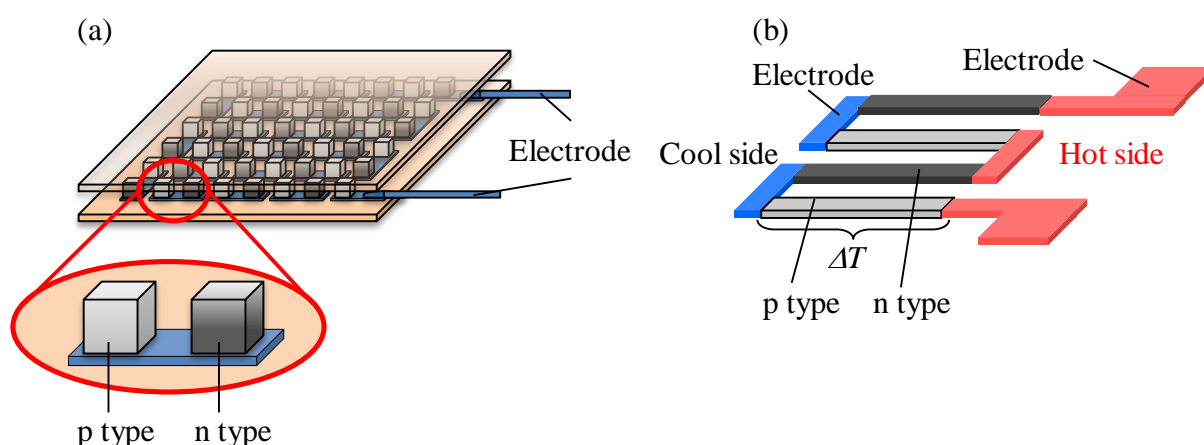 (a)
Electrode
p type
n type
(b)
Electrode
Electrode
Cool side
Hot side
ΔT
p type
n type